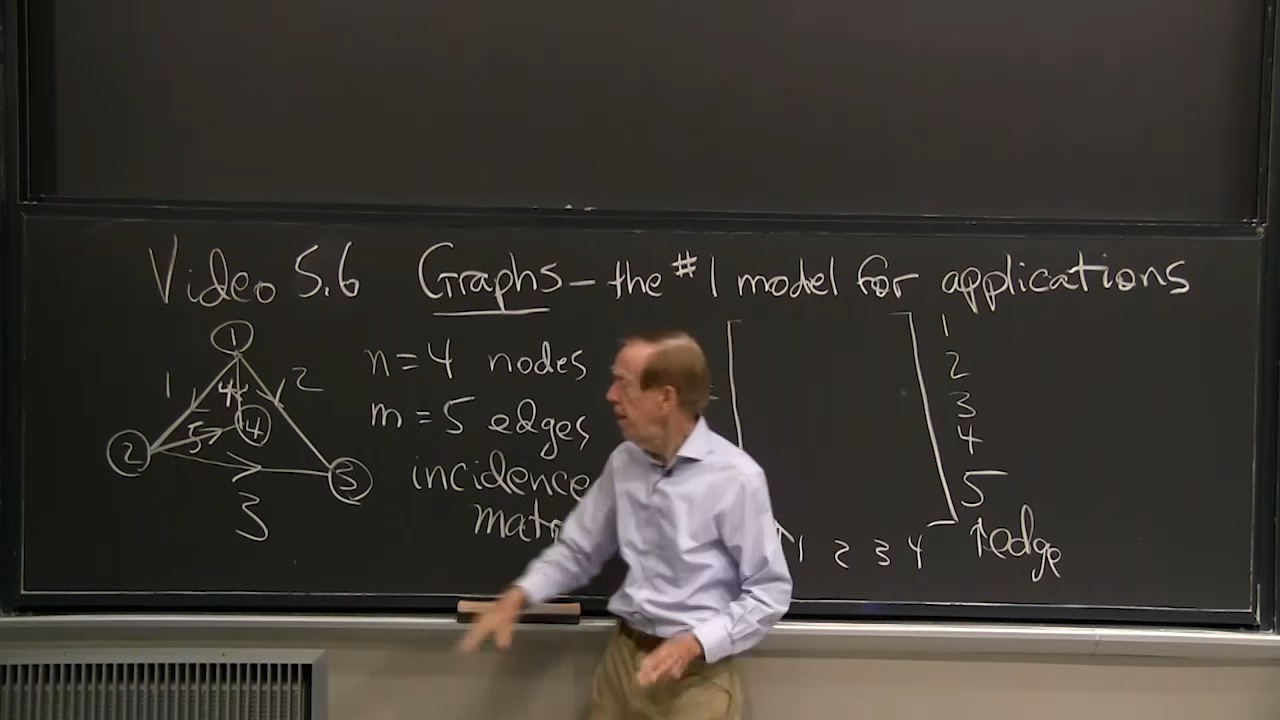 Video 5.6 Graphs – the #1 model for applications
1
1 4 2
2 5 4 3
3
n = 4 nodes
m = 5 edges
incidence
1
2
3
4
5
1 2 3 4
↑edge